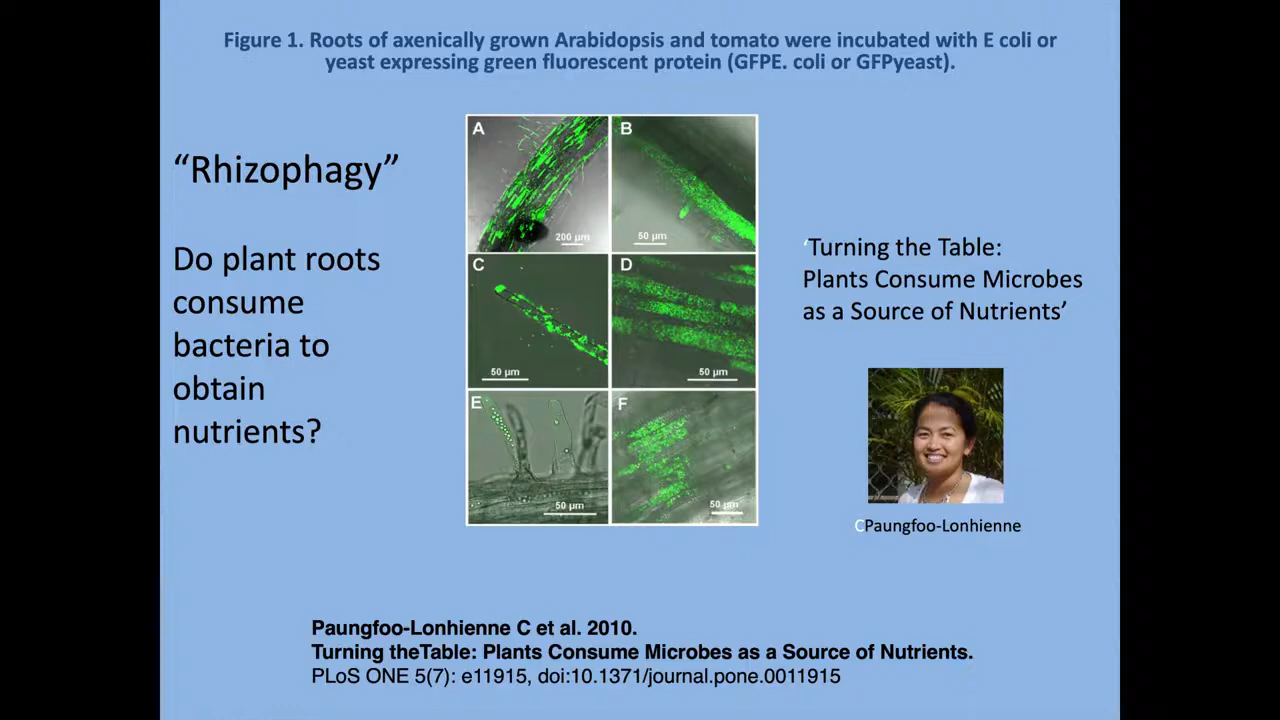 Figure 1. Roots of axenically grown Arabidopsis and tomato were incubated with E coli or
yeast expressing green fluorescent protein (GFPE. coli or GFPyeast).
“Rhizophagy”
Do plant roots
consume
bacteria to
obtain
nutrients?
A
B
200 µm
50 µm
C
D
50 µm
50 µm
E
F
50 µm
50 µm
‘Turning the Table:
Plants Consume Microbes
as a Source of Nutrients’
CPaungfoo-Lonhienne
Paungfoo-Lonhienne C et al. 2010.
Turning theTable: Plants Consume Microbes as a Source of Nutrients.
PLoS ONE 5(7): e11915, doi:10.1371/journal.pone.0011915